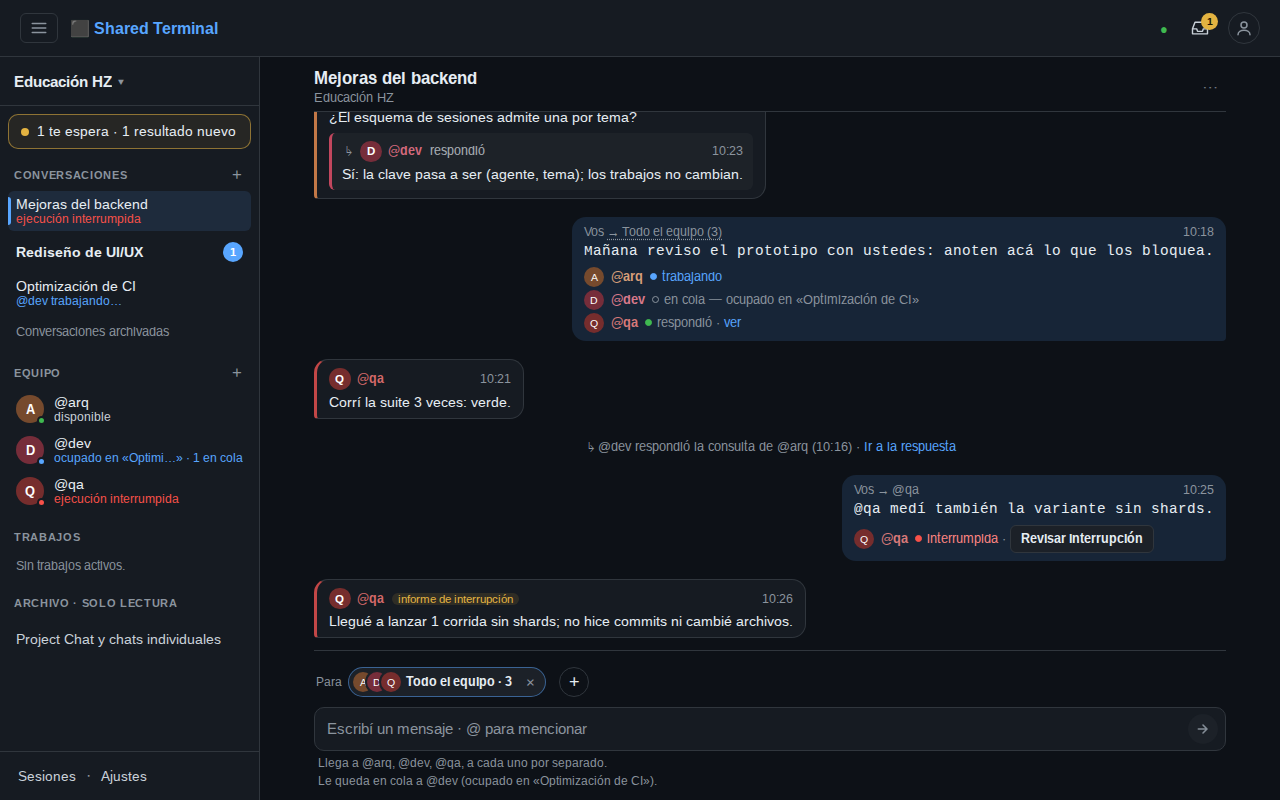 Shared Terminal
1
Educación HZ ▾
1 te espera · 1 resultado nuevo
CONVERSACIONES +
Mejoras del backend
ejecución interrumpida
Rediseño de UI/UX 1
Optimización de CI
@dev trabajando…
Conversaciones archivadas
EQUIPO +
A @arq
disponible
D @dev
ocupado en «Optimi…» · 1 en cola
Q @qa
ejecución interrumpida
TRABAJOS
Sin trabajos activos.
ARCHIVO · SOLO LECTURA
Project Chat y chats individuales
Sesiones · Ajustes
Mejoras del backend
Educación HZ
···
¿El esquema de sesiones admite una por tema?
↳ D @dev respondió 10:23
Sí: la clave pasa a ser (agente, tema); los trabajos no cambian.
Vos → Todo el equipo (3) 10:18
Mañana reviso el prototipo con ustedes: anoten acá lo que los bloquea.
A @arq trabajando
D @dev en cola — ocupado en «Optimización de CI»
Q @qa respondió · ver
Q @qa 10:21
Corrí la suite 3 veces: verde.
↳ @dev respondió la consulta de @arq (10:16) · Ir a la respuesta
Vos → @qa 10:25
@qa medí también la variante sin shards.
Q @qa Interrumpida · Revisar interrupción
Q @qa informe de interrupción 10:26
Llegué a lanzar 1 corrida sin shards; no hice commits ni cambié archivos.
Para A D Q Todo el equipo · 3 × +
Escribí un mensaje · @ para mencionar
Llega a @arq, @dev, @qa, a cada uno por separado.
Le queda en cola a @dev (ocupado en «Optimización de CI»).